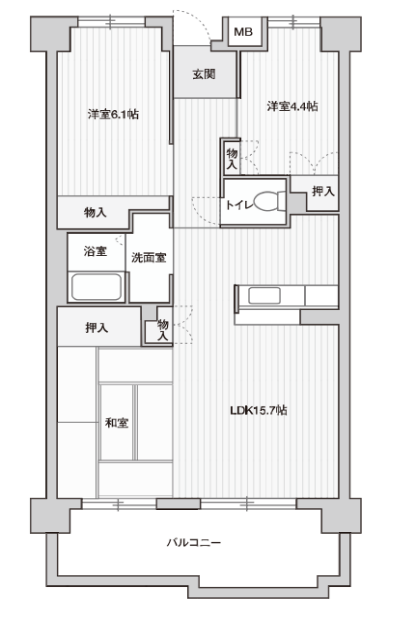 MB
玄関
洋室6.1帖
洋室4.4帖
物入
押入
トイレ
物入
浴室
洗面室
押入
物入
LDK15.7帖
和室
バルコニー